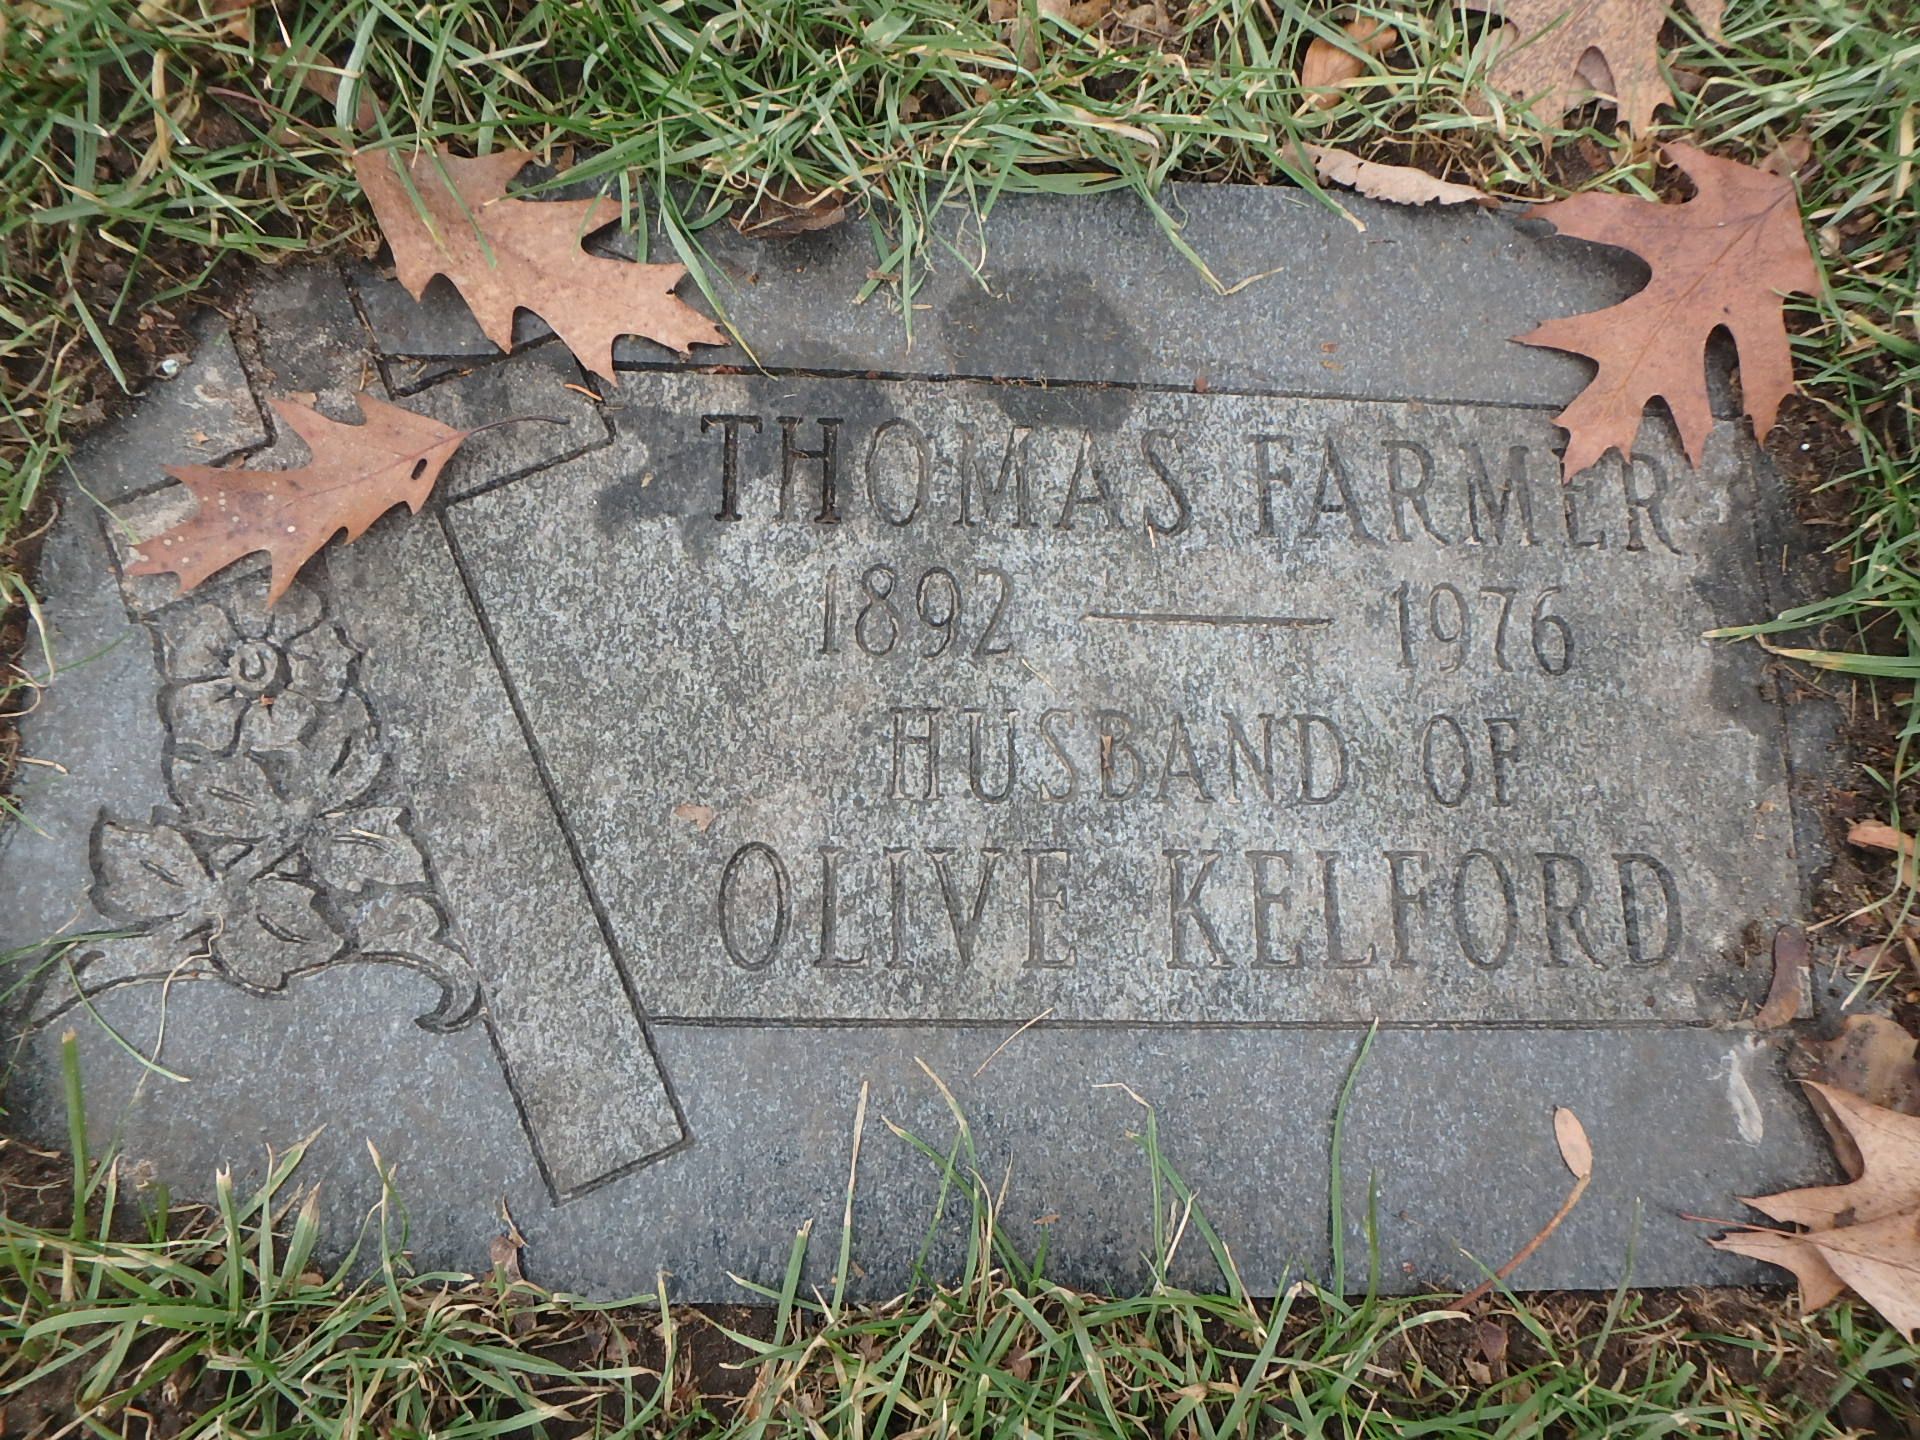 THOMAS FARMER
1892 — 1976
HUSBAND OF
OLIVE KELFORD